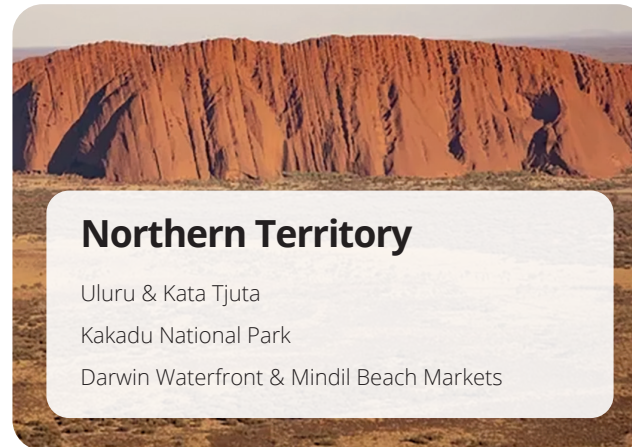 Northern Territory
Uluru & Kata Tjuta
Kakadu National Park
Darwin Waterfront & Mindil Beach Markets